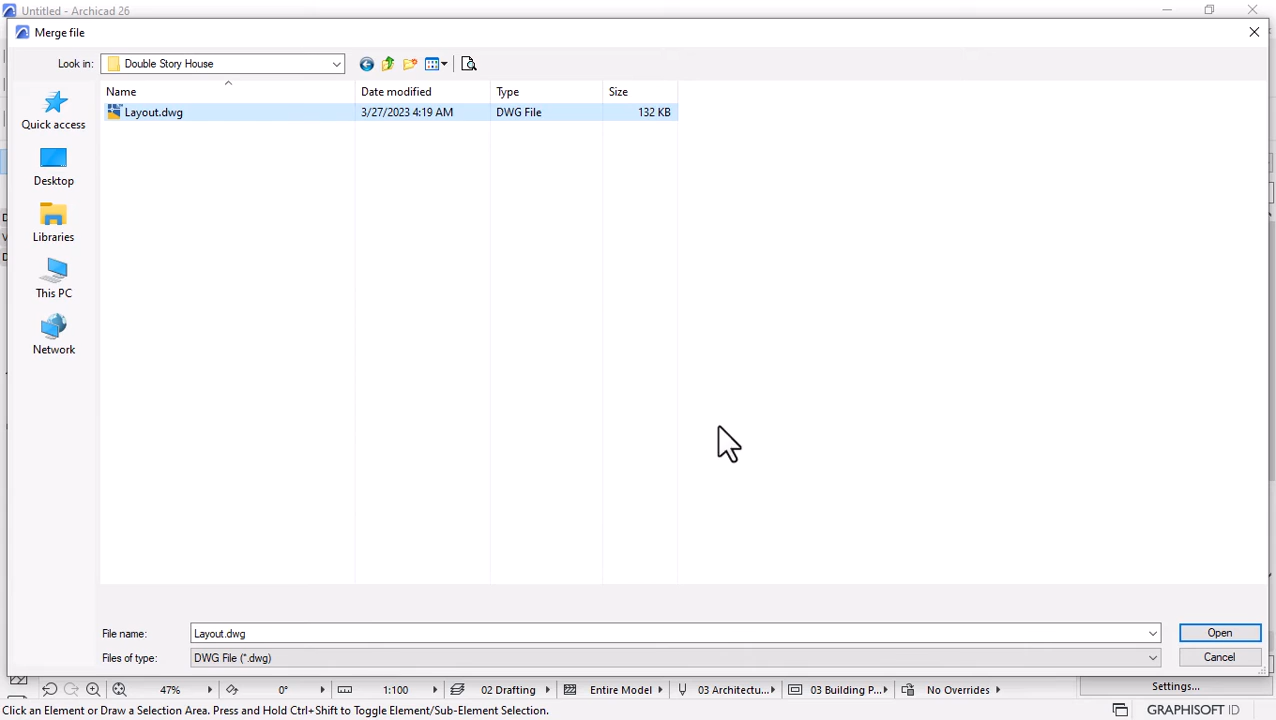 Untitled - Archicad 26
Merge file
Look in: Double Story House
Name Date modified Type Size
Layout.dwg 3/27/2023 4:19 AM DWG File 132 KB
Quick access
Desktop
Libraries
This PC
Network
File name: Layout.dwg Open
Files of type: DWG File (*.dwg) Cancel
47% 0° 1:100 02 Drafting Entire Model 03 Architectu... 03 Building P... No Overrides Settings...
Click an Element or Draw a Selection Area. Press and Hold Ctrl+Shift to Toggle Element/Sub-Element Selection. GRAPHISOFT ID